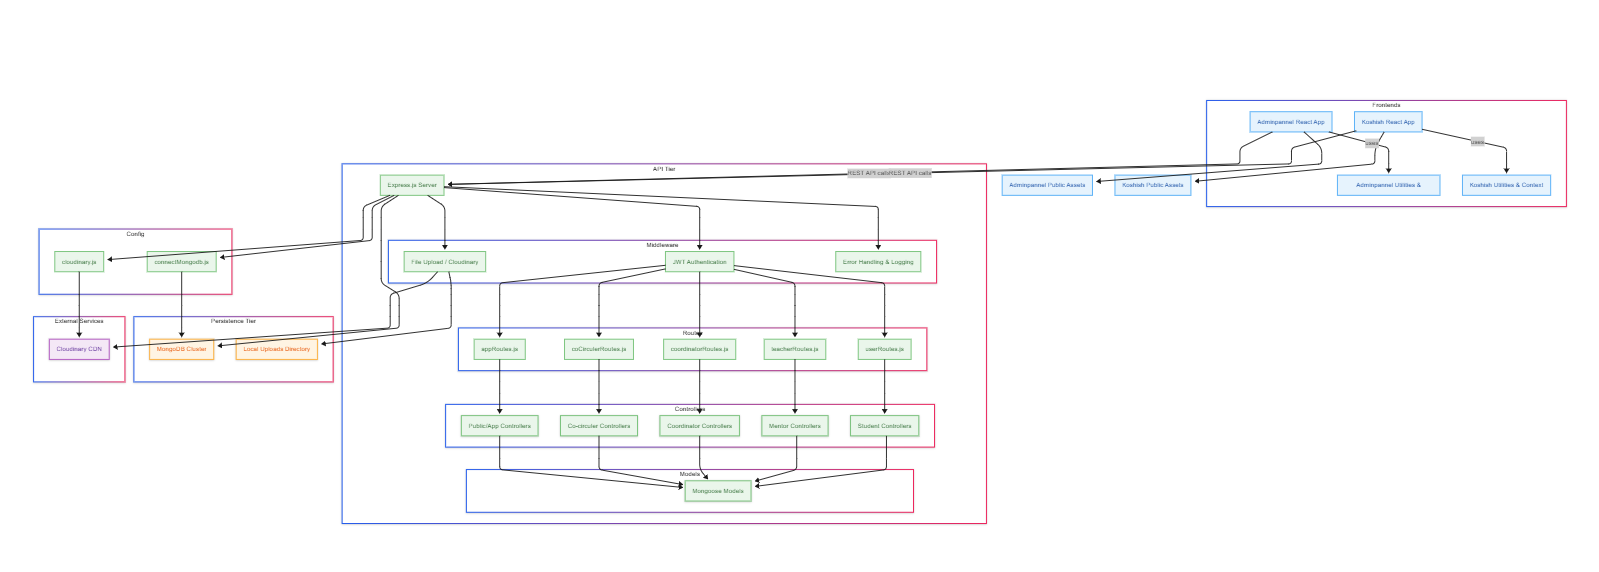 Frontends
Adminpannel React App
Koshish React App
uses
uses
API Tier
REST API callsREST API calls
Express.js Server
Adminpannel Public Assets
Koshish Public Assets
Adminpannel Utilities &
Koshish Utilities & Context
Config
Middleware
cloudinary.js
connectMongodb.js
File Upload / Cloudinary
JWT Authentication
Error Handling & Logging
External Services
Persistence Tier
Routes
Cloudinary CDN
MongoDB Cluster
Local Uploads Directory
appRoutes.js
coCirculerRoutes.js
coordinatorRoutes.js
teacherRoutes.js
userRoutes.js
Controllers
Public/App Controllers
Co-circuler Controllers
Coordinator Controllers
Mentor Controllers
Student Controllers
Models
Mongoose Models